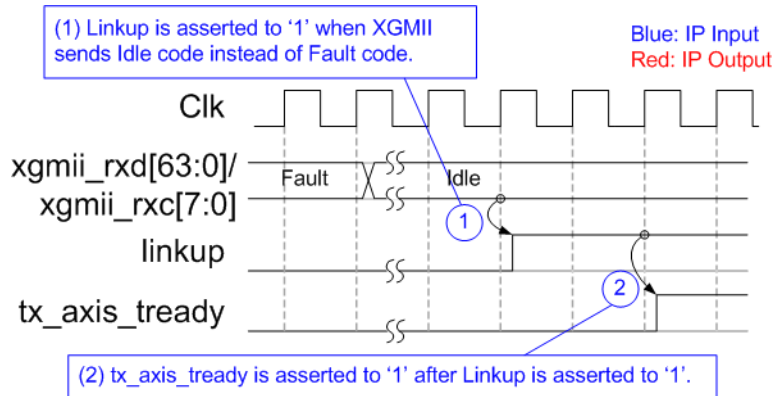 (1) Linkup is asserted to ‘1’ when XGMII
sends Idle code instead of Fault code.
Blue: IP Input
Red: IP Output
Clk
xgmii_rxd[63:0]/
xgmii_rxc[7:0]
Fault
Idle
1
linkup
2
tx_axis_tready
(2) tx_axis_tready is asserted to ‘1’ after Linkup is asserted to ‘1’.